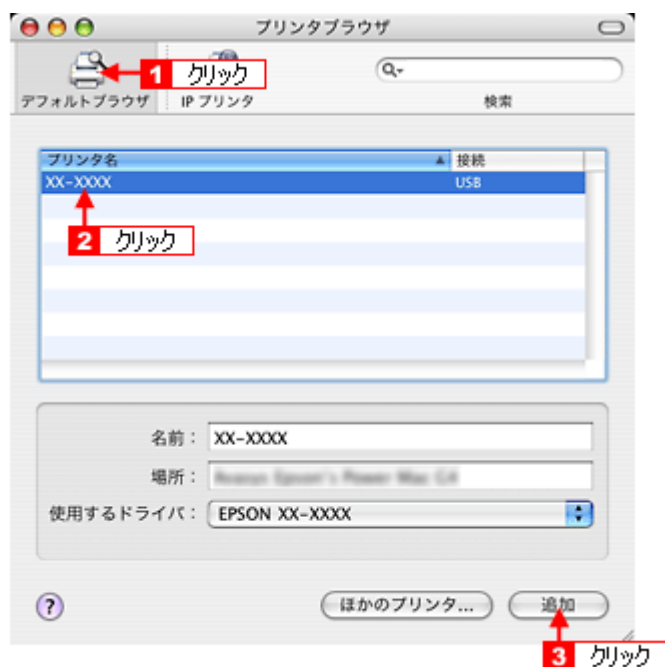 プリンタブラウザ
1 クリック
デフォルトブラウザ IP プリンタ 検索
プリンタ名 接続
XX-XXXX USB
2 クリック
名前： XX-XXXX
場所：
使用するドライバ： EPSON XX-XXXX
? ほかのプリンタ... 追加
3 クリック